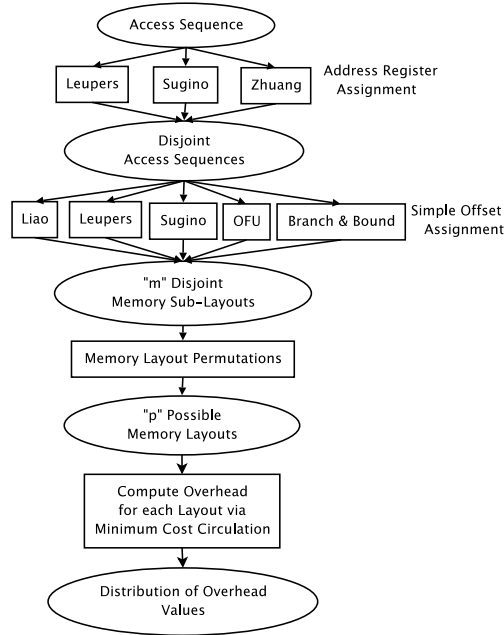 Access Sequence
Leupers
Sugino
Zhuang
Address Register
Assignment
Disjoint
Access Sequences
Liao
Leupers
Sugino
OFU
Branch & Bound
Simple Offset
Assignment
"m" Disjoint
Memory Sub-Layouts
Memory Layout Permutations
"p" Possible
Memory Layouts
Compute Overhead
for each Layout via
Minimum Cost Circulation
Distribution of Overhead
Values